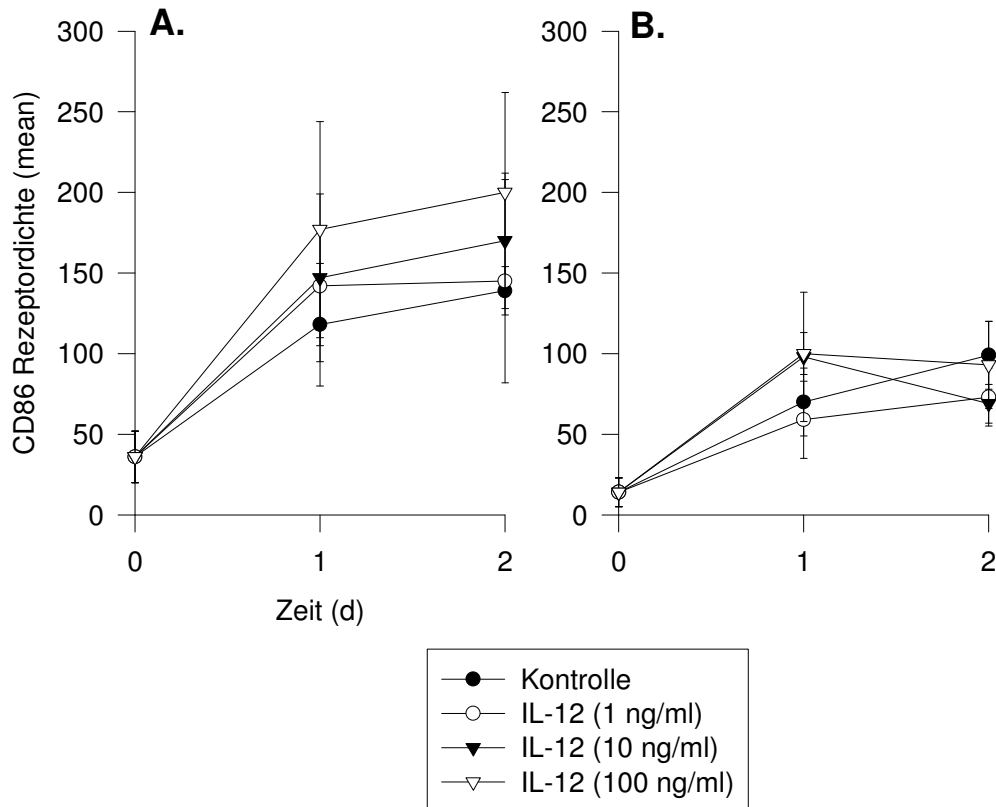 A.
B.
CD86 Rezeptordichte (mean)
300
250
200
150
100
50
0
0
1
2
300
250
200
150
100
50
0
0
1
2
Zeit (d)
Kontrolle
IL-12 (1 ng/ml)
IL-12 (10 ng/ml)
IL-12 (100 ng/ml)